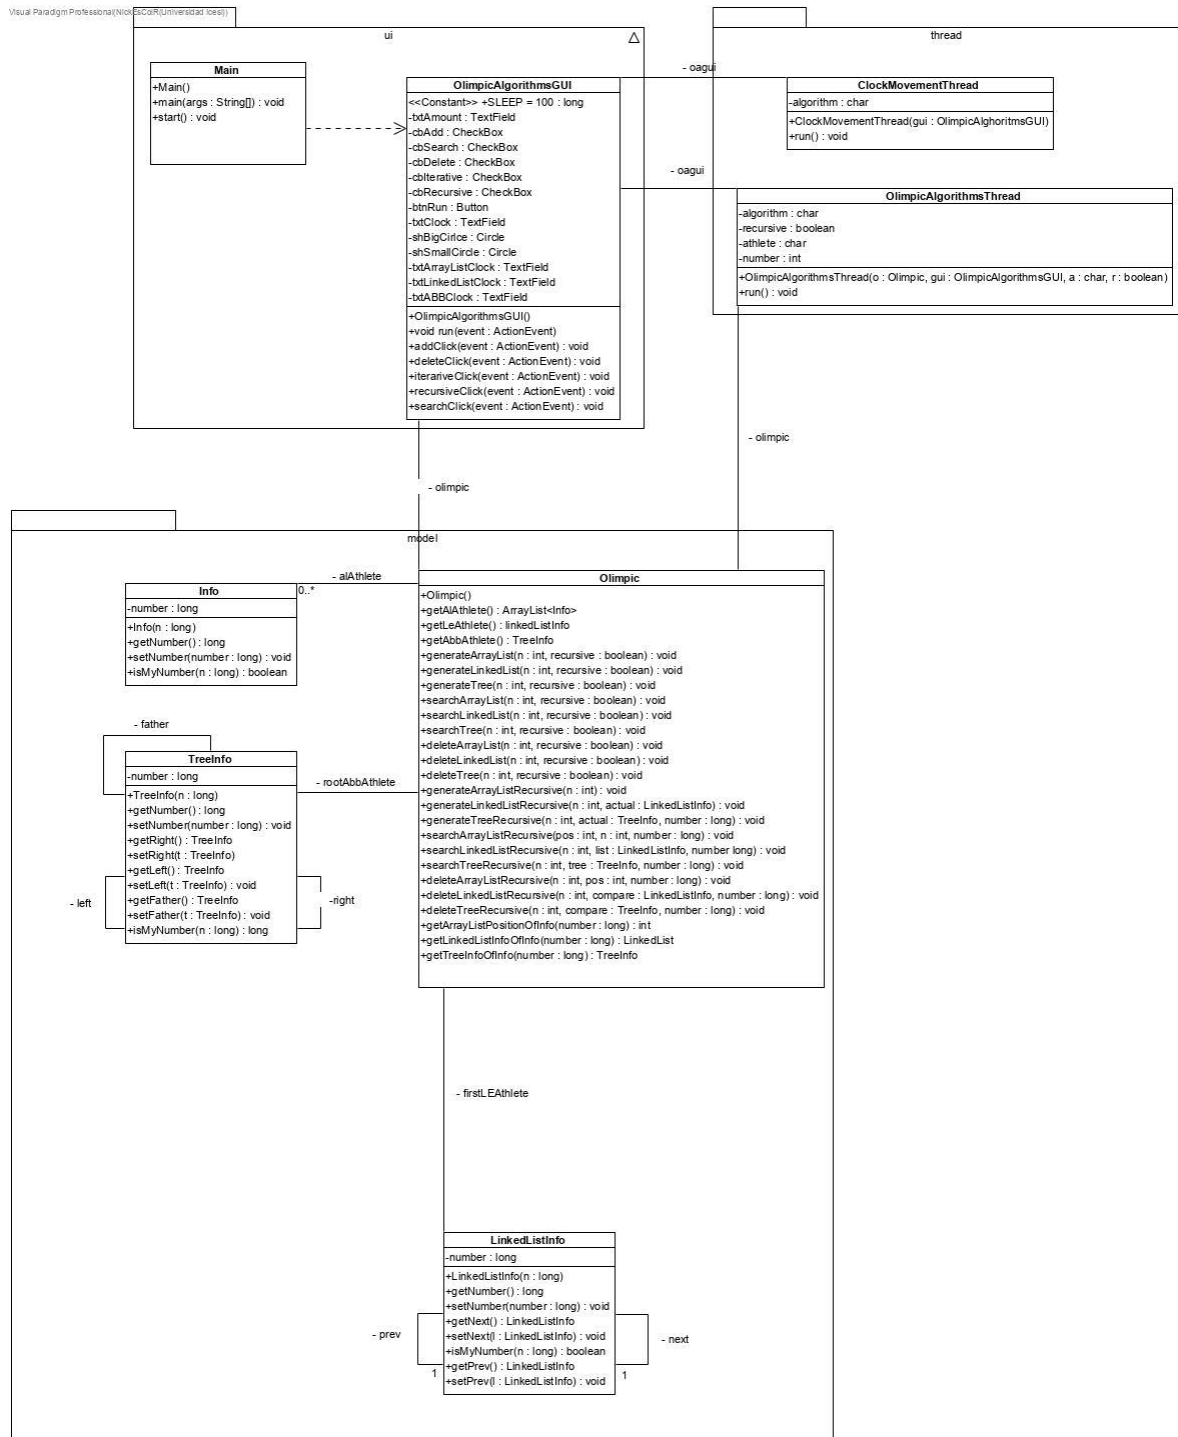 Visual Paradigm Professional(NickEsColR(Universidad Icesi))
ui
Main
+Main()
+main(args : String[]) : void
+start() : void
OlimpicAlgorithmsGUI
<<Constant>> +SLEEP = 100 : long
-txtAmount : TextField
-cbAdd : CheckBox
-cbSearch : CheckBox
-cbDelete : CheckBox
-cbIterative : CheckBox
-cbRecursive : CheckBox
-btnRun : Button
-txtClock : TextField
-shBigCirlce : Circle
-shSmallCircle : Circle
-txtArrayListClock : TextField
-txtLinkedListClock : TextField
-txtABBClock : TextField
+OlimpicAlgorithmsGUI()
+void run(event : ActionEvent)
+addClick(event : ActionEvent) : void
+deleteClick(event : ActionEvent) : void
+iterariveClick(event : ActionEvent) : void
+recursiveClick(event : ActionEvent) : void
+searchClick(event : ActionEvent) : void
thread
- oagui
ClockMovementThread
-algorithm : char
+ClockMovementThread(gui : OlimpicAlghoritmsGUI)
+run() : void
- oagui
OlimpicAlgorithmsThread
-algorithm : char
-recursive : boolean
-athlete : char
-number : int
+OlimpicAlgorithmsThread(o : Olimpic, gui : OlimpicAlgorithmsGUI, a : char, r : boolean)
+run() : void
- olimpic
- olimpic
model
- alAthlete
0..*
Info
-number : long
+Info(n : long)
+getNumber() : long
+setNumber(number : long) : void
+isMyNumber(n : long) : boolean
Olimpic
+Olimpic()
+getAlAthlete() : ArrayList<Info>
+getLeAthlete() : linkedListInfo
+getAbbAthlete() : TreeInfo
+generateArrayList(n : int, recursive : boolean) : void
+generateLinkedList(n : int, recursive : boolean) : void
+generateTree(n : int, recursive : boolean) : void
+searchArrayList(n : int, recursive : boolean) : void
+searchLinkedList(n : int, recursive : boolean) : void
+searchTree(n : int, recursive : boolean) : void
+deleteArrayList(n : int, recursive : boolean) : void
+deleteLinkedList(n : int, recursive : boolean) : void
+deleteTree(n : int, recursive : boolean) : void
+generateArrayListRecursive(n : int) : void
+generateLinkedListRecursive(n : int, actual : LinkedListInfo) : void
+generateTreeRecursive(n : int, actual : TreeInfo, number : long) : void
+searchArrayListRecursive(pos : int, n : int, number : long) : void
+searchLinkedListRecursive(n : int, list : LinkedListInfo, number long) : void
+searchTreeRecursive(n : int, tree : TreeInfo, number : long) : void
+deleteArrayListRecursive(n : int, pos : int, number : long) : void
+deleteLinkedListRecursive(n : int, compare : LinkedListInfo, number : long) : void
+deleteTreeRecursive(n : int, compare : TreeInfo, number : long) : void
+getArrayListPositionOfInfo(number : long) : int
+getLinkedListInfoOfInfo(number : long) : LinkedList
+getTreeInfoOfInfo(number : long) : TreeInfo
- father
TreeInfo
-number : long
+TreeInfo(n : long)
+getNumber() : long
+setNumber(number : long) : void
+getRight() : TreeInfo
+setRight(t : TreeInfo)
+getLeft() : TreeInfo
+setLeft(t : TreeInfo) : void
+getFather() : TreeInfo
+setFather(t : TreeInfo) : void
+isMyNumber(n : long) : long
- rootAbbAthlete
- left
-right
- firstLEAthlete
LinkedListInfo
-number : long
+LinkedListInfo(n : long)
+getNumber() : long
+setNumber(number : long) : void
+getNext() : LinkedListInfo
+setNext(l : LinkedListInfo) : void
+isMyNumber(n : long) : boolean
+getPrev() : LinkedListInfo
+setPrev(l : LinkedListInfo) : void
- prev
1
- next
1